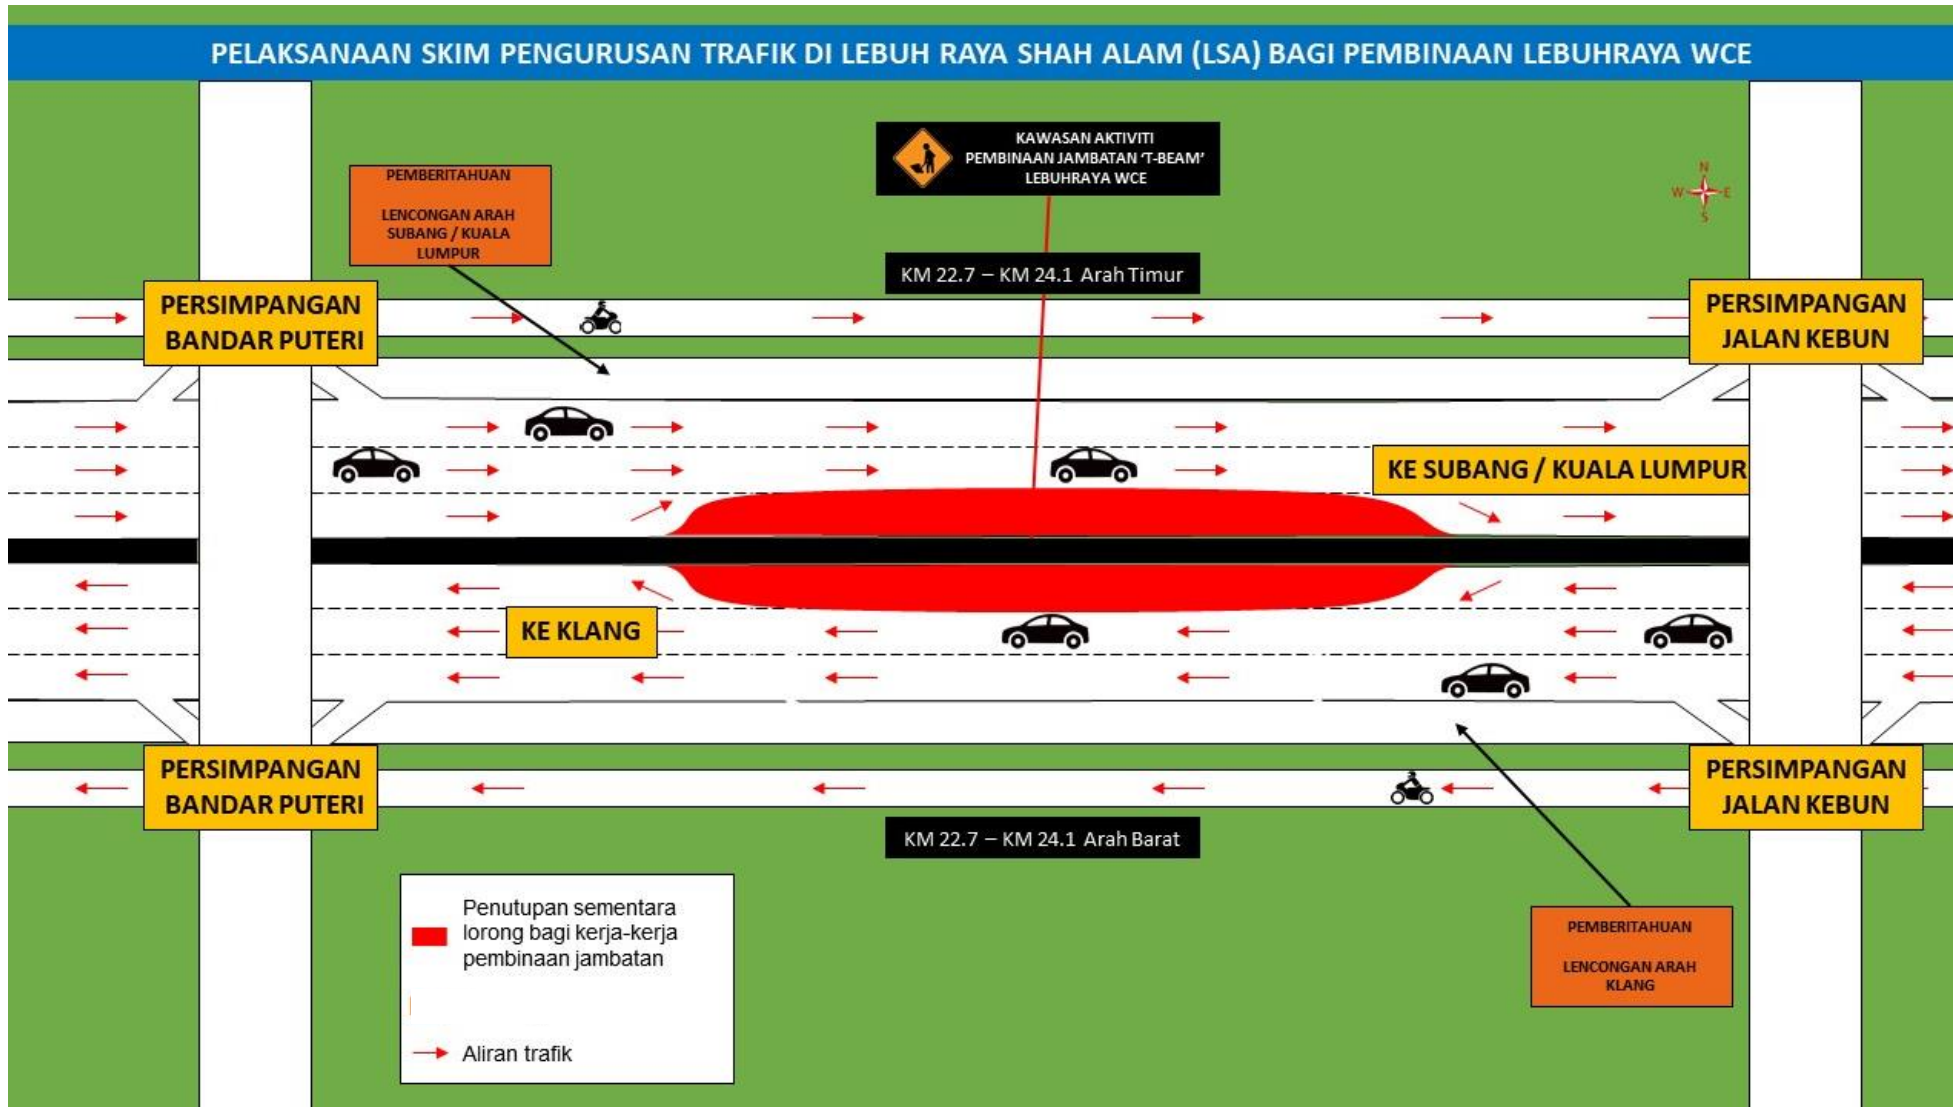 PELAKSANAAN SKIM PENGURUSAN TRAFIK DI LEBUH RAYA SHAH ALAM (LSA) BAGI PEMBINAAN LEBUHRAYA WCE
KAWASAN AKTIVITI
PEMBINAAN JAMBATAN ‘T-BEAM’
LEBUHRAYA WCE
PEMBERITAHUAN
LENCONGAN ARAH
SUBANG / KUALA
LUMPUR
N
W
E
S
KM 22.7 – KM 24.1 Arah Timur
PERSIMPANGAN
BANDAR PUTERI
PERSIMPANGAN
JALAN KEBUN
KE SUBANG / KUALA LUMPUR
KE KLANG
PERSIMPANGAN
BANDAR PUTERI
PERSIMPANGAN
JALAN KEBUN
KM 22.7 – KM 24.1 Arah Barat
Penutupan sementara
lorong bagi kerja-kerja
pembinaan jambatan
Aliran trafik
PEMBERITAHUAN
LENCONGAN ARAH
KLANG